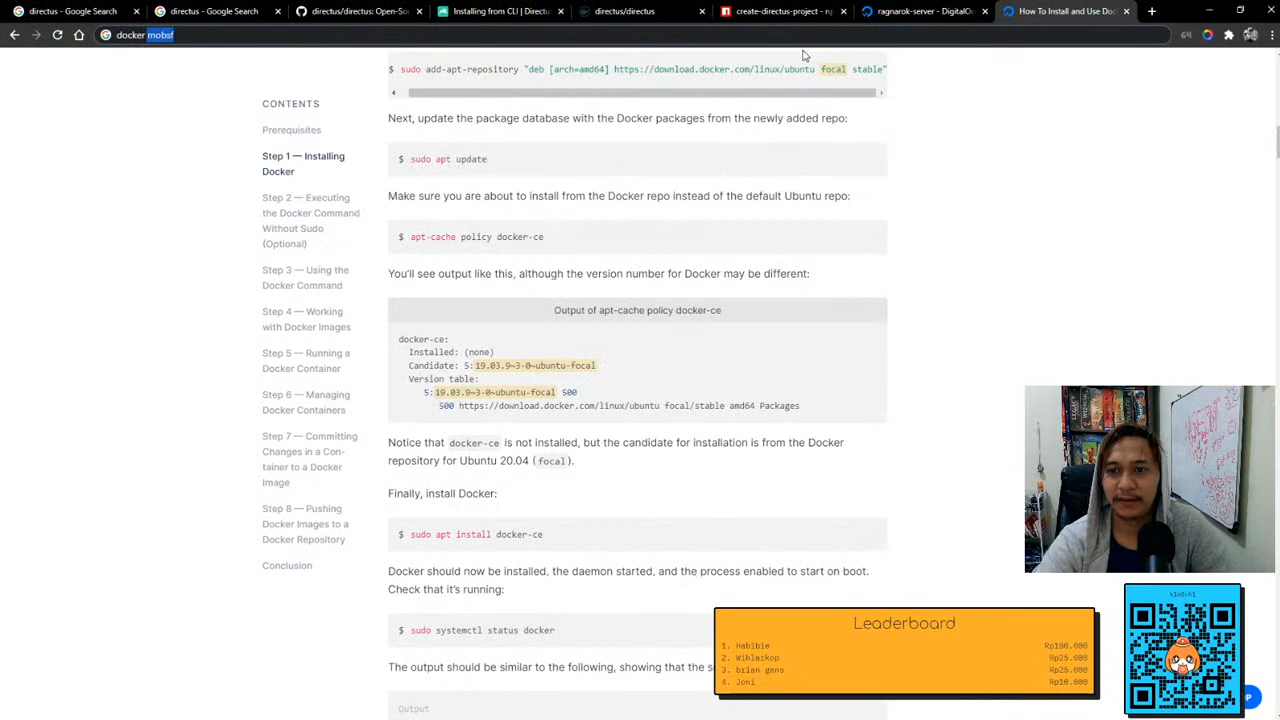 directus - Google Search
directus - Google Search
directus/directus: Open-So
Installing from CLI | Directus
directus/directus
create-directus-project - np
ragnarok-server - DigitalO
How To Install and Use Do
docker mobsf
CONTENTS
Prerequisites
Step 1 — Installing
Docker
Step 2 — Executing
the Docker Command
Without Sudo
(Optional)
Step 3 — Using the
Docker Command
Step 4 — Working
with Docker Images
Step 5 — Running a
Docker Container
Step 6 — Managing
Docker Containers
Step 7 — Committing
Changes in a Con-
tainer to a Docker
Image
Step 8 — Pushing
Docker Images to a
Docker Repository
Conclusion
$ sudo add-apt-repository "deb [arch=amd64] https://download.docker.com/linux/ubuntu focal stable"
Next, update the package database with the Docker packages from the newly added repo:
$ sudo apt update
Make sure you are about to install from the Docker repo instead of the default Ubuntu repo:
$ apt-cache policy docker-ce
You'll see output like this, although the version number for Docker may be different:
Output of apt-cache policy docker-ce
docker-ce:
Installed: (none)
Candidate: 5:19.03.9~3-0~ubuntu-focal
Version table:
5:19.03.9~3-0~ubuntu-focal 500
500 https://download.docker.com/linux/ubuntu focal/stable amd64 Packages
Notice that docker-ce is not installed, but the candidate for installation is from the Docker
repository for Ubuntu 20.04 (focal).
Finally, install Docker:
$ sudo apt install docker-ce
Docker should now be installed, the daemon started, and the process enabled to start on boot.
Check that it's running:
$ sudo systemctl status docker
The output should be similar to the following, showing that the s
Output
Leaderboard
1. Habibie Rp100.000
2. Wihlarkop Rp25.000
3. brian gans Rp25.000
4. Joni Rp10.000
P